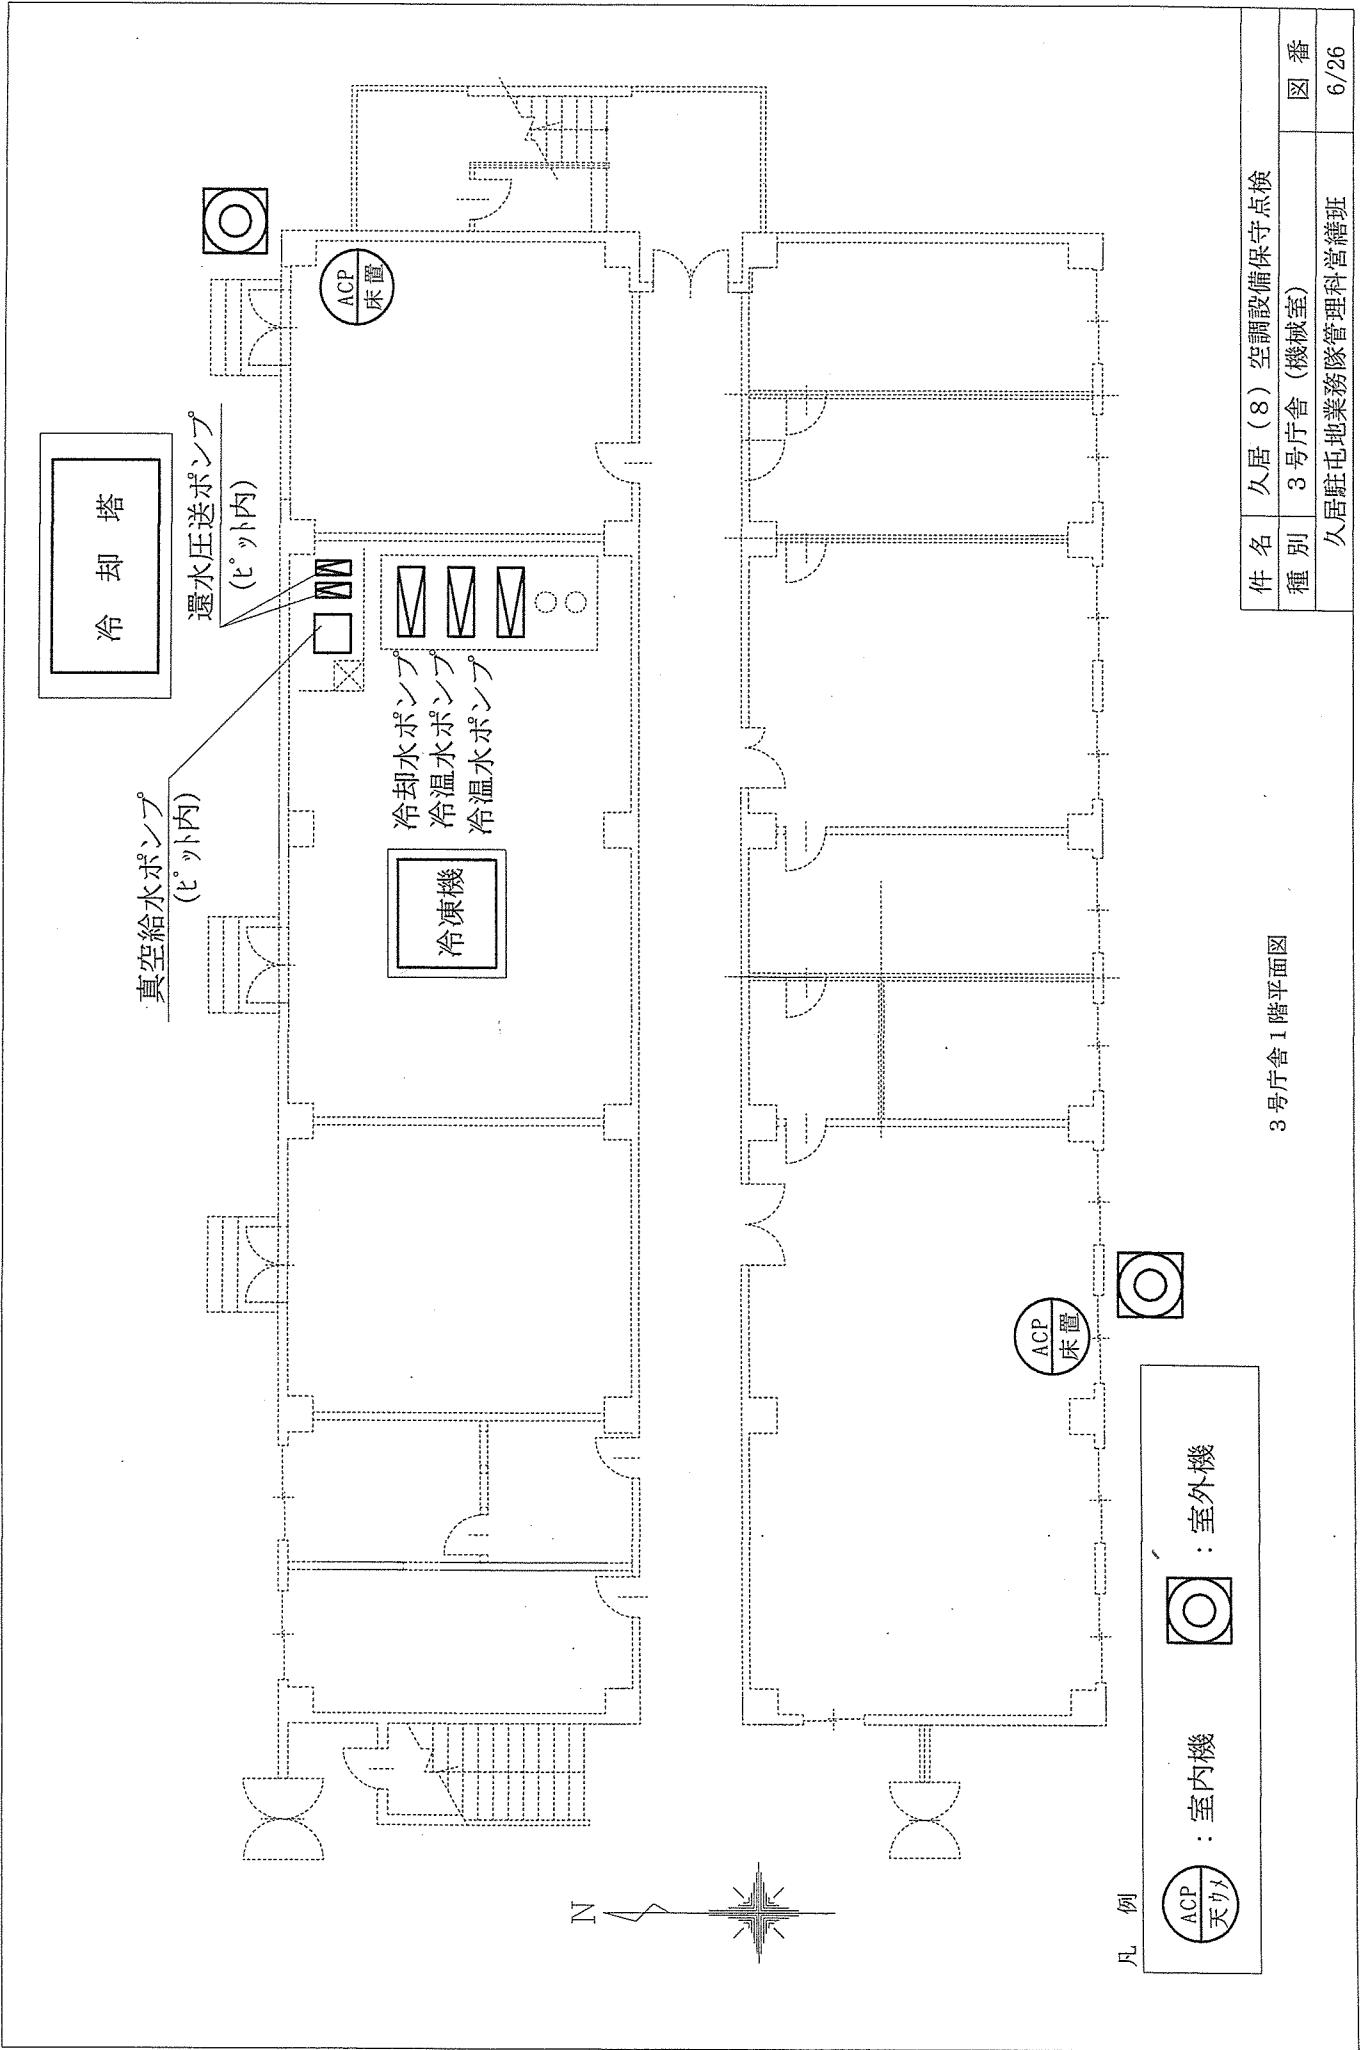 真空給水ポンプ
(ピット内)
冷却塔
還水圧送ポンプ
(ピット内)
ACP
床置
冷却水ポンプ
冷温水ポンプ
冷温水ポンプ
冷凍機
ACP
床置
N
凡例
ACP
天ウメ
：室内機
：室外機
3号庁舎1階平面図
件名 久居（8）空調設備保守点検
種別 3号庁舎（機械室） 図番
久居駐屯地業務隊管理科営繕班 6/26